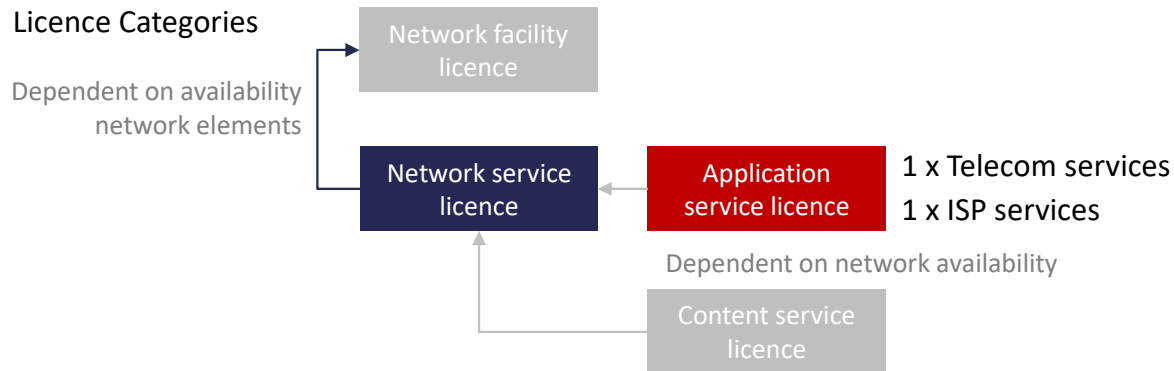 Licence Categories
Network facility
licence
Dependent on availability
network elements
Network service
licence
Application
service licence
1 x Telecom services
1 x ISP services
Dependent on network availability
Content service
licence